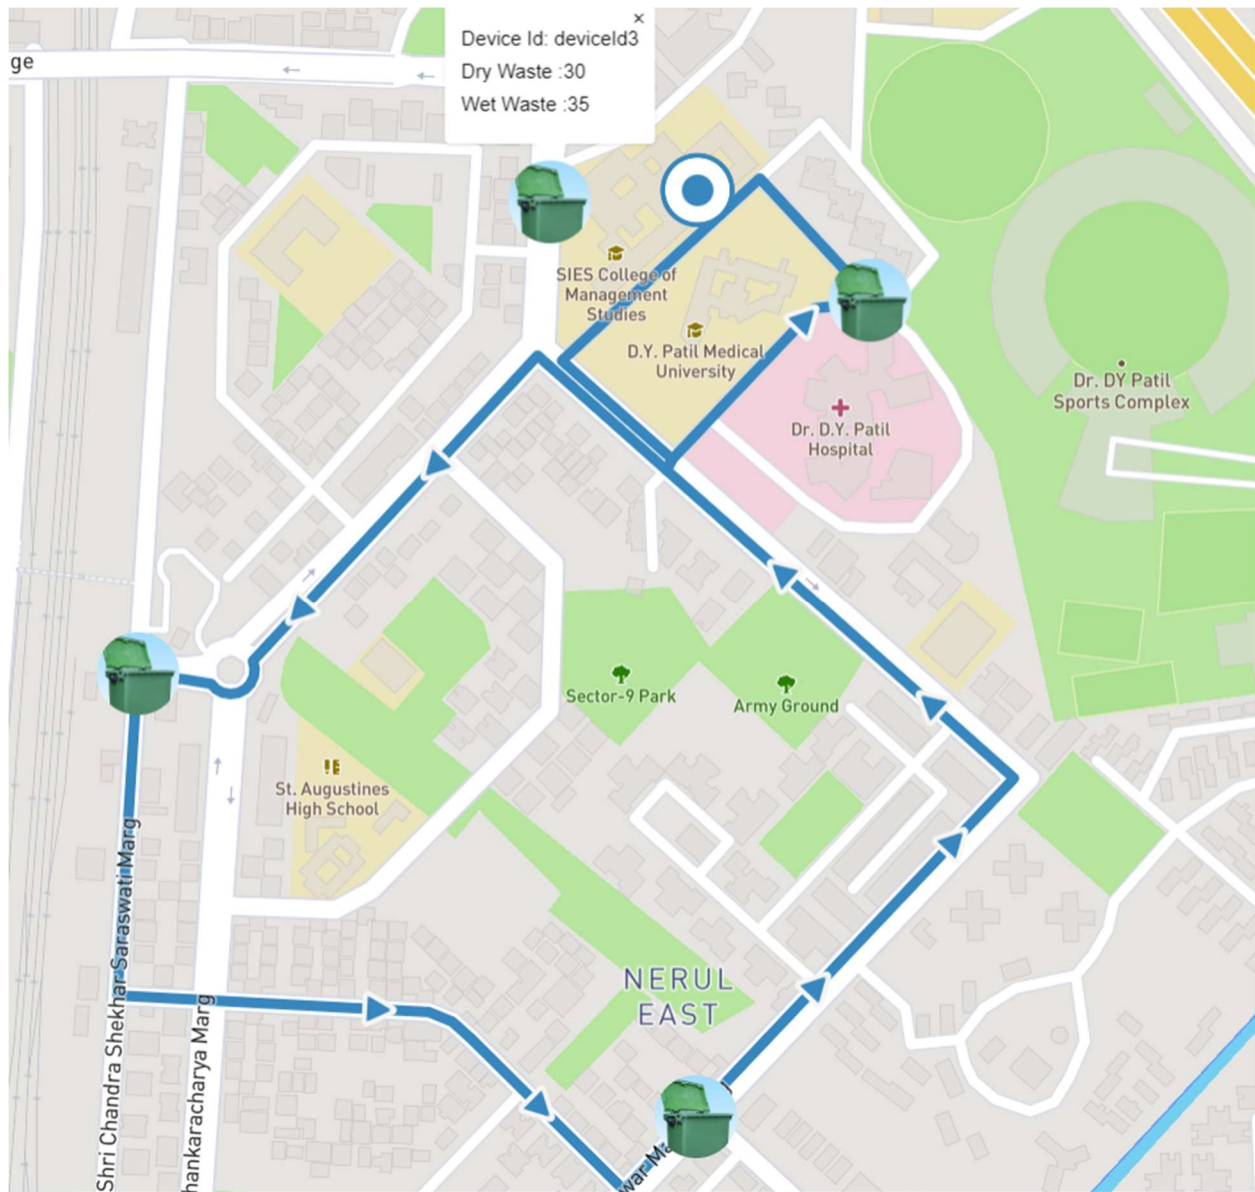 ge
×
Device Id: deviceId3
Dry Waste :30
Wet Waste :35
SIES College of
Management
Studies
D.Y. Patil Medical
University
Dr. D.Y. Patil
Hospital
Dr. DY Patil
Sports Complex
Sector-9 Park
Army Ground
St. Augustines
High School
NERUL
EAST
Shri Chandra Shekhar Saraswati Marg
hankaracharya Marg
war Ma